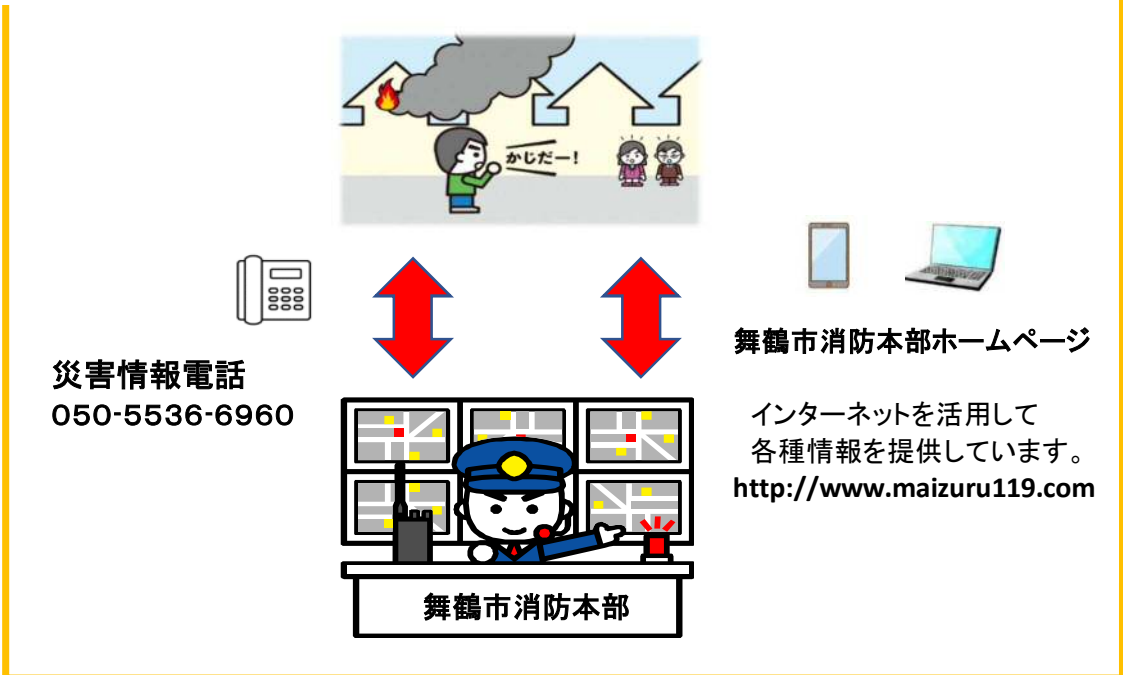 かじだー!
災害情報電話
050-5536-6960
舞鶴市消防本部ホームページ
インターネットを活用して
各種情報を提供しています。
http://www.maizuru119.com
舞鶴市消防本部